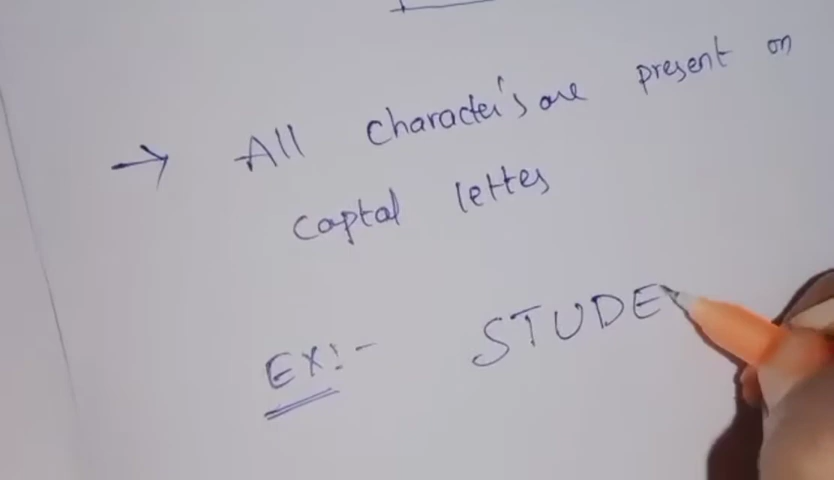 → All character's are present on
captal lettes
EX:- STUDE